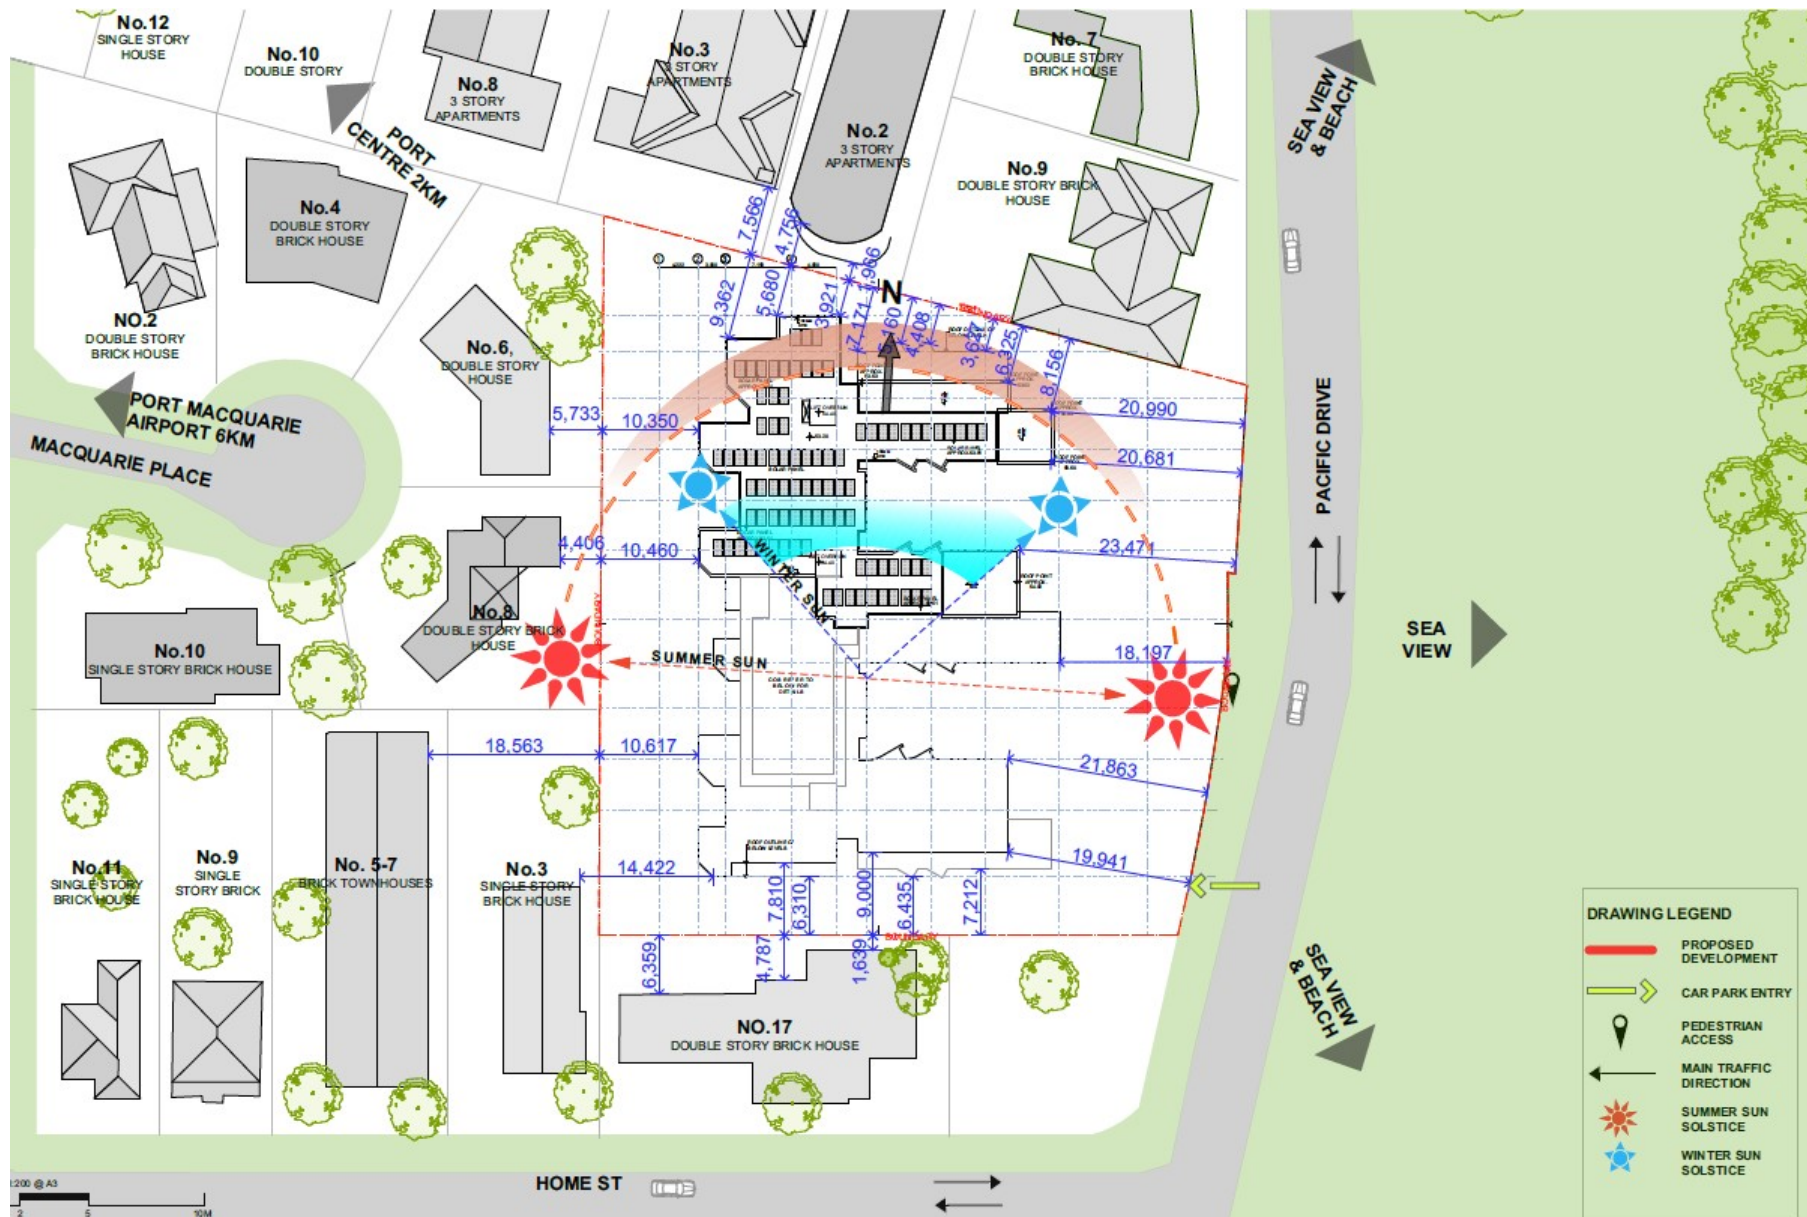 No.12
SINGLE STORY
HOUSE
No.10
DOUBLE STORY
No.8
3 STORY
APARTMENTS
No.3
3 STORY
APARTMENTS
No.2
3 STORY
APARTMENTS
No.7
DOUBLE STORY
BRICK HOUSE
No.9
DOUBLE STORY BRICK
HOUSE
SEA VIEW
& BEACH
PORT
CENTRE 2KM
No.4
DOUBLE STORY
BRICK HOUSE
NO.2
DOUBLE STORY
BRICK HOUSE
No.6,
DOUBLE STORY
HOUSE
PORT MACQUARIE
AIRPORT 6KM
MACQUARIE PLACE
7,566
4,756
1,966
9,362
5,680
3,921
7,171
N
5,160
4,408
3,627
6,325
8,156
5,733
10,350
20,990
20,681
4,406
10,460
23,471
WINTER SUN
SUMMER SUN
18,197
BOUNDARY
PACIFIC DRIVE
SEA
VIEW
No.8
DOUBLE STORY BRICK
HOUSE
No.10
SINGLE STORY BRICK HOUSE
18,563
10,617
21,863
14,422
19,941
7,810
6,310
9,000
6,435
7,212
BOUNDARY
6,359
4,787
1,639
No.11
SINGLE STORY
BRICK HOUSE
No.9
SINGLE
STORY BRICK
No. 5-7
BRICK TOWNHOUSES
No.3
SINGLE STORY
BRICK HOUSE
NO.17
DOUBLE STORY BRICK HOUSE
SEA VIEW
& BEACH
HOME ST
:200 @ A3
2 5 10M
DRAWING LEGEND
PROPOSED
DEVELOPMENT
CAR PARK ENTRY
PEDESTRIAN
ACCESS
MAIN TRAFFIC
DIRECTION
SUMMER SUN
SOLSTICE
WINTER SUN
SOLSTICE